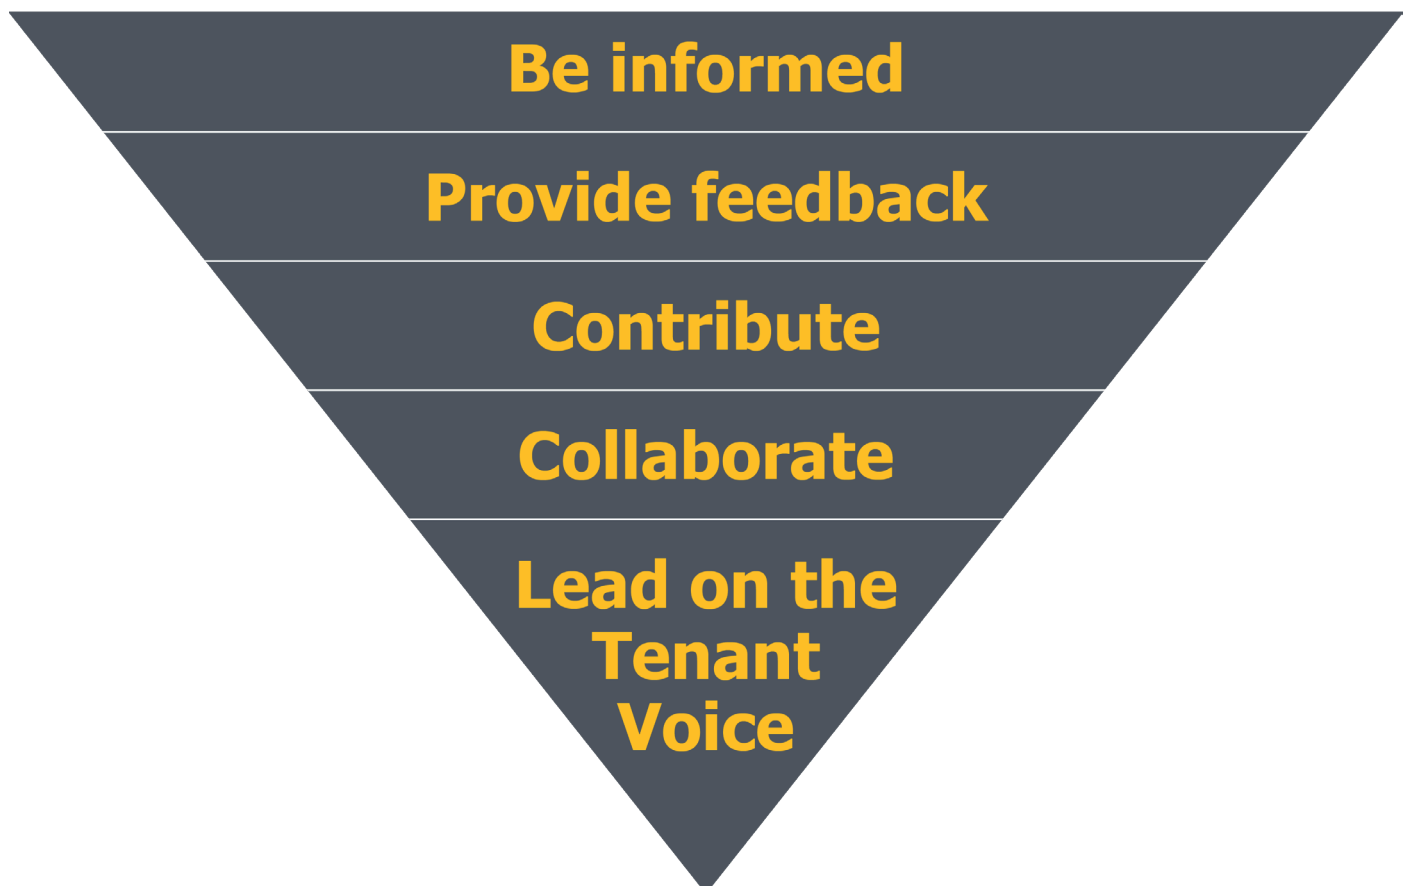 Be informed
Provide feedback
Contribute
Collaborate
Lead on the
Tenant
Voice